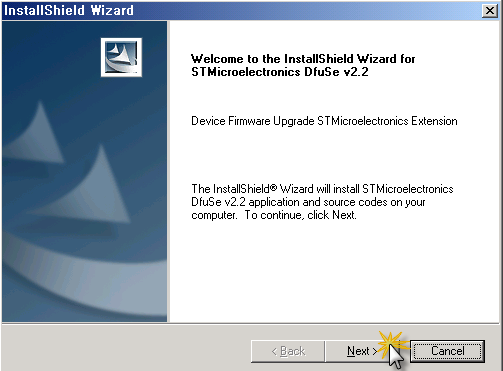 InstallShield Wizard
Welcome to the InstallShield Wizard for
STMicroelectronics DfuSe v2.2
Device Firmware Upgrade STMicroelectronics Extension
The InstallShield® Wizard will install STMicroelectronics
DfuSe v2.2 application and source codes on your
computer. To continue, click Next.
< Back
Next >
Cancel